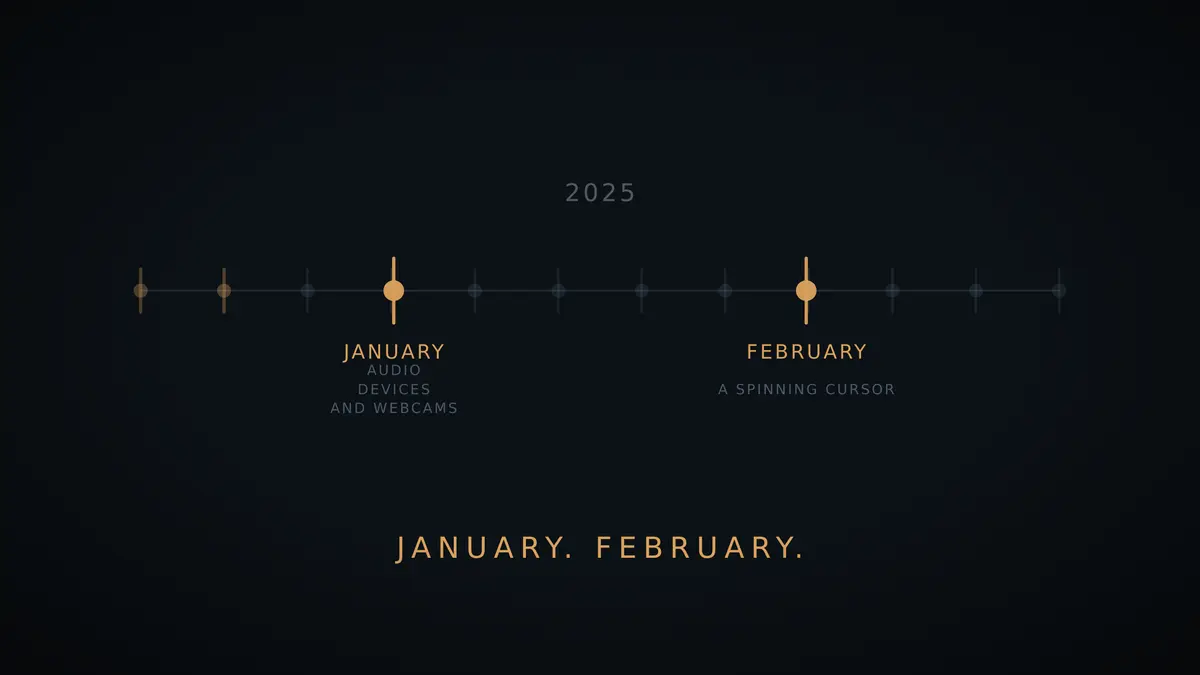 2025
JANUARY
AUDIO
DEVICES
AND WEBCAMS
FEBRUARY
A SPINNING CURSOR
JANUARY. FEBRUARY.